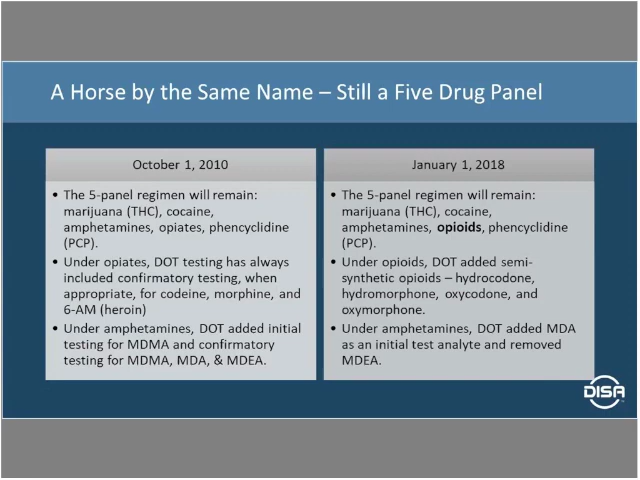 A Horse by the Same Name – Still a Five Drug Panel
October 1, 2010
• The 5-panel regimen will remain:
marijuana (THC), cocaine,
amphetamines, opiates, phencyclidine
(PCP).
• Under opiates, DOT testing has always
included confirmatory testing, when
appropriate, for codeine, morphine, and
6-AM (heroin)
• Under amphetamines, DOT added initial
testing for MDMA and confirmatory
testing for MDMA, MDA, & MDEA.
January 1, 2018
• The 5-panel regimen will remain:
marijuana (THC), cocaine,
amphetamines, opioids, phencyclidine
(PCP).
• Under opioids, DOT added semi-
synthetic opioids – hydrocodone,
hydromorphone, oxycodone, and
oxymorphone.
• Under amphetamines, DOT added MDA
as an initial test analyte and removed
MDEA.
DISA